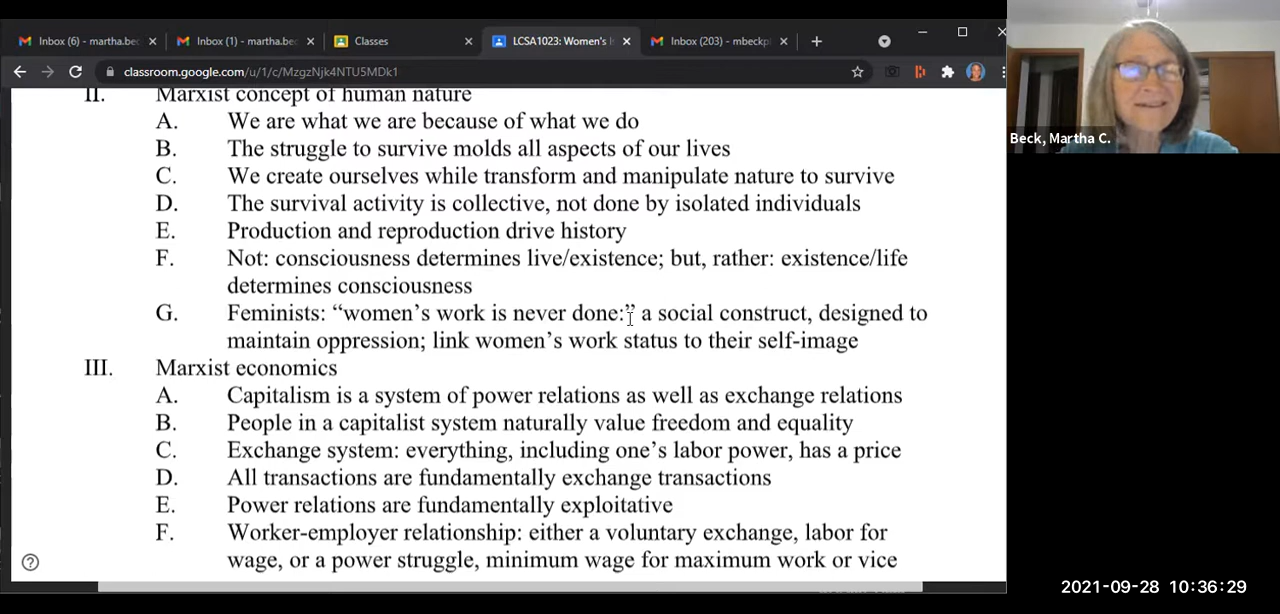 Inbox (6) - martha.bec
Inbox (1) - martha.bec
Classes
LCSA1023: Women's I
Inbox (203) - mbeckp
classroom.google.com/u/1/c/MzgzNjk4NTU5MDk1
II. Marxist concept of human nature
A. We are what we are because of what we do
B. The struggle to survive molds all aspects of our lives
C. We create ourselves while transform and manipulate nature to survive
D. The survival activity is collective, not done by isolated individuals
E. Production and reproduction drive history
F. Not: consciousness determines live/existence; but, rather: existence/life
determines consciousness
G. Feminists: “women’s work is never done:” a social construct, designed to
maintain oppression; link women’s work status to their self-image
III. Marxist economics
A. Capitalism is a system of power relations as well as exchange relations
B. People in a capitalist system naturally value freedom and equality
C. Exchange system: everything, including one’s labor power, has a price
D. All transactions are fundamentally exchange transactions
E. Power relations are fundamentally exploitative
F. Worker-employer relationship: either a voluntary exchange, labor for
wage, or a power struggle, minimum wage for maximum work or vice
Beck, Martha C.
2021-09-28 10:36:29